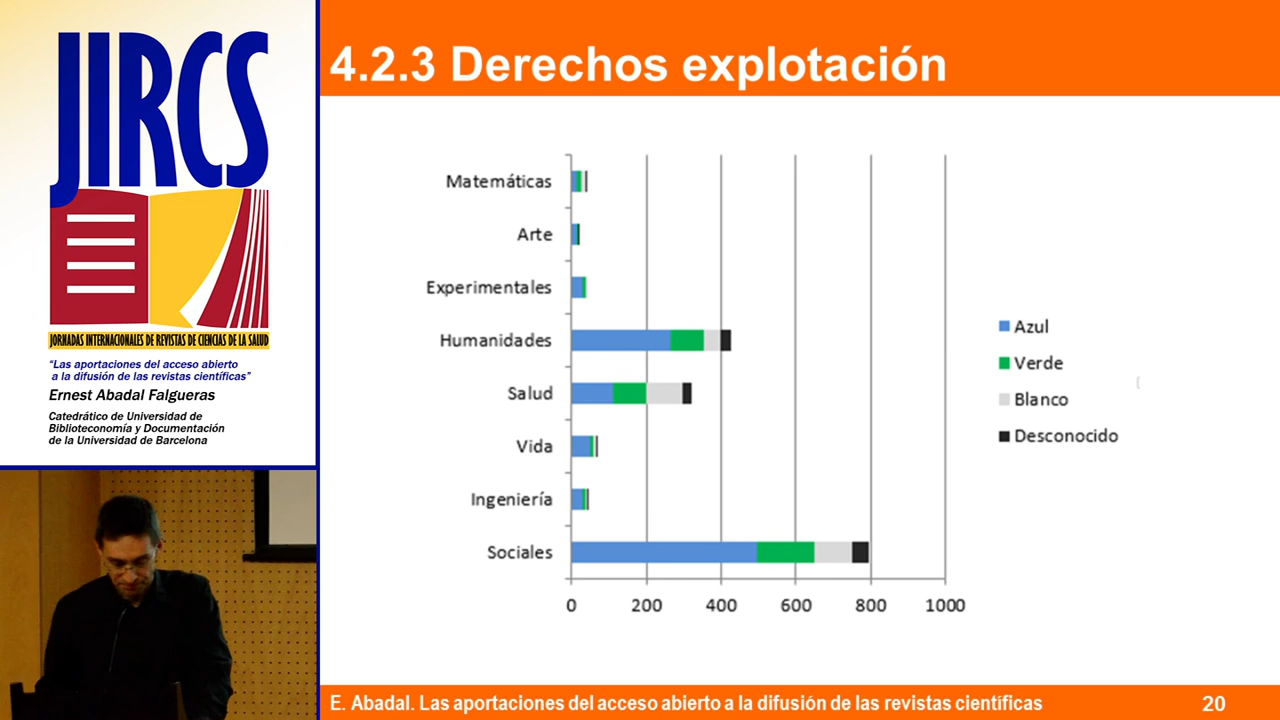 JIRCS
JORNADAS INTERNACIONALES DE REVISTAS DE CIENCIAS DE LA SALUD
“Las aportaciones del acceso abierto
a la difusión de las revistas científicas”
Ernest Abadal Falgueras
Catedrático de Universidad de
Biblioteconomía y Documentación
de la Universidad de Barcelona
4.2.3 Derechos explotación
Matemáticas
Arte
Experimentales
Humanidades
Salud
Vida
Ingeniería
Sociales
0 200 400 600 800 1000
Azul
Verde
Blanco
Desconocido
E. Abadal. Las aportaciones del acceso abierto a la difusión de las revistas científicas 20